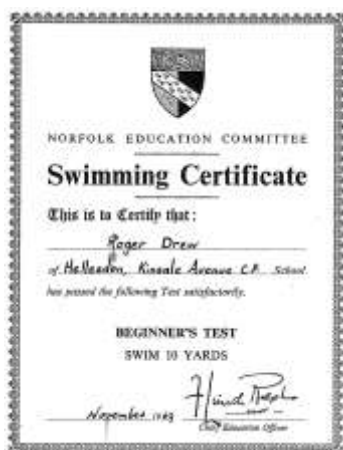 NORFOLK EDUCATION COMMITTEE
Swimming Certificate
This is to Certify that:
Roger Drew
of Hellesdon, Kinsale Avenue C.P. School
has passed the following Test satisfactorily.
BEGINNER'S TEST
SWIM 10 YARDS
November
Chief Education Officer